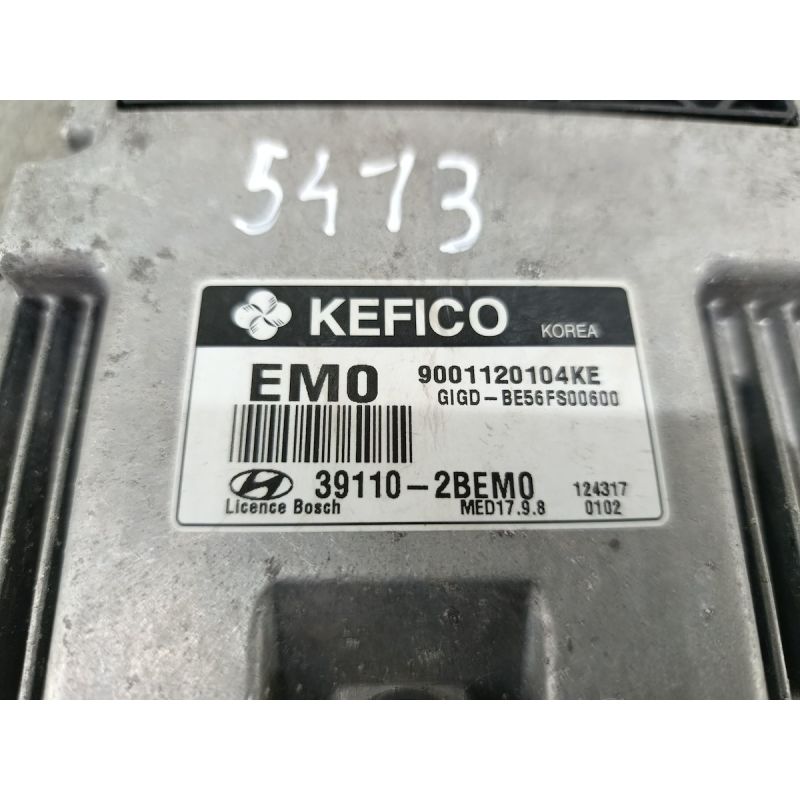 5473
KEFICO KOREA
EM0 9001120104KE
GIGD-BE56FS00600
39110-2BEM0 124317
Licence Bosch MED17.9.8 0102